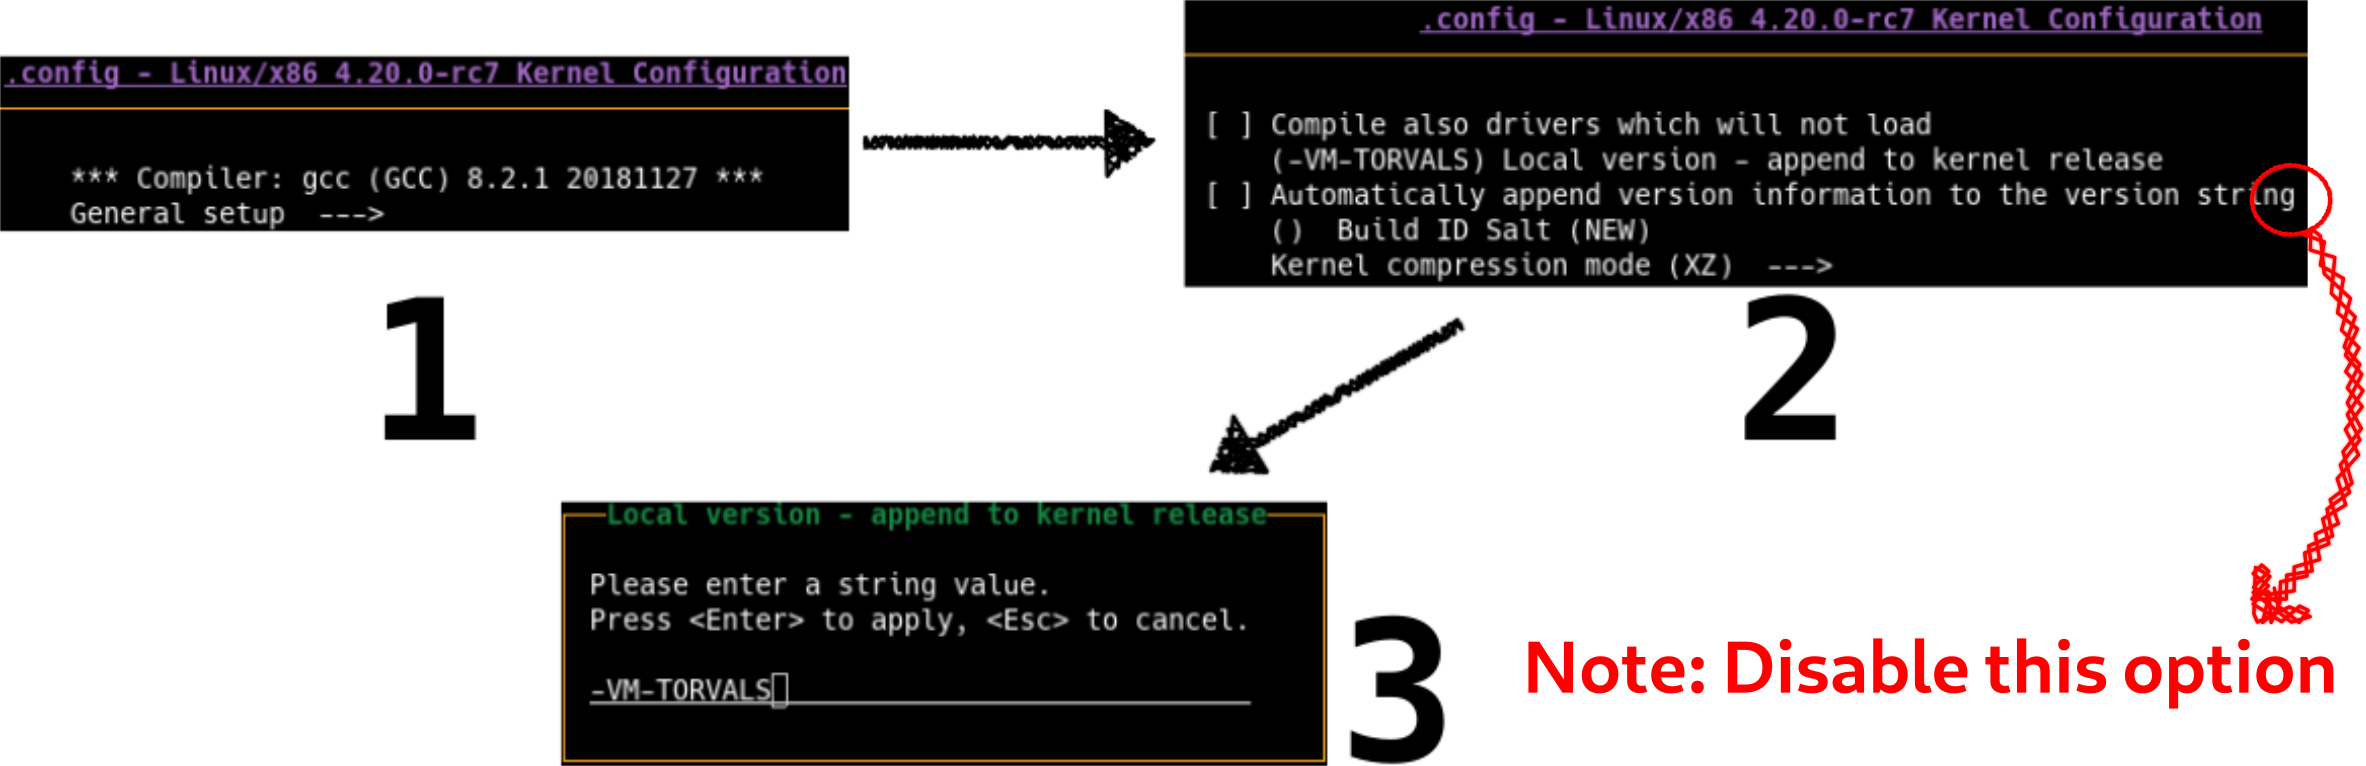 .config - Linux/x86 4.20.0-rc7 Kernel Configuration
*** Compiler: gcc (GCC) 8.2.1 20181127 ***
General setup  --->
1
.config - Linux/x86 4.20.0-rc7 Kernel Configuration
[ ] Compile also drivers which will not load
(-VM-TORVALS) Local version - append to kernel release
[ ] Automatically append version information to the version string
()  Build ID Salt (NEW)
Kernel compression mode (XZ)  --->
2
Local version - append to kernel release
Please enter a string value.
Press <Enter> to apply, <Esc> to cancel.
-VM-TORVALS
3
Note: Disable this option